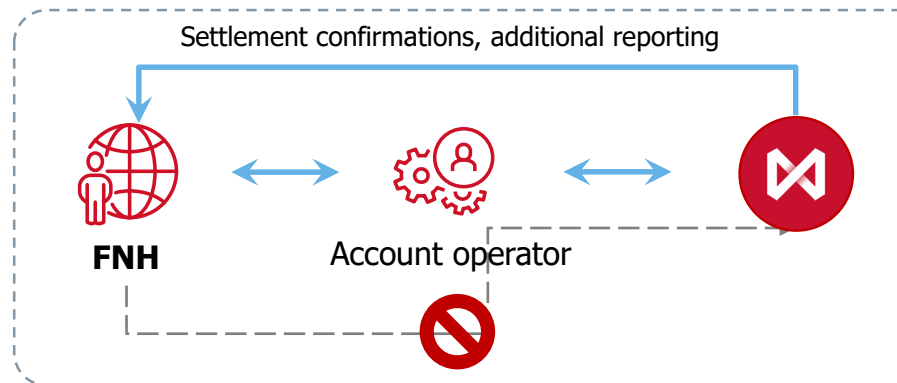 Settlement confirmations, additional reporting
FNH
Account operator